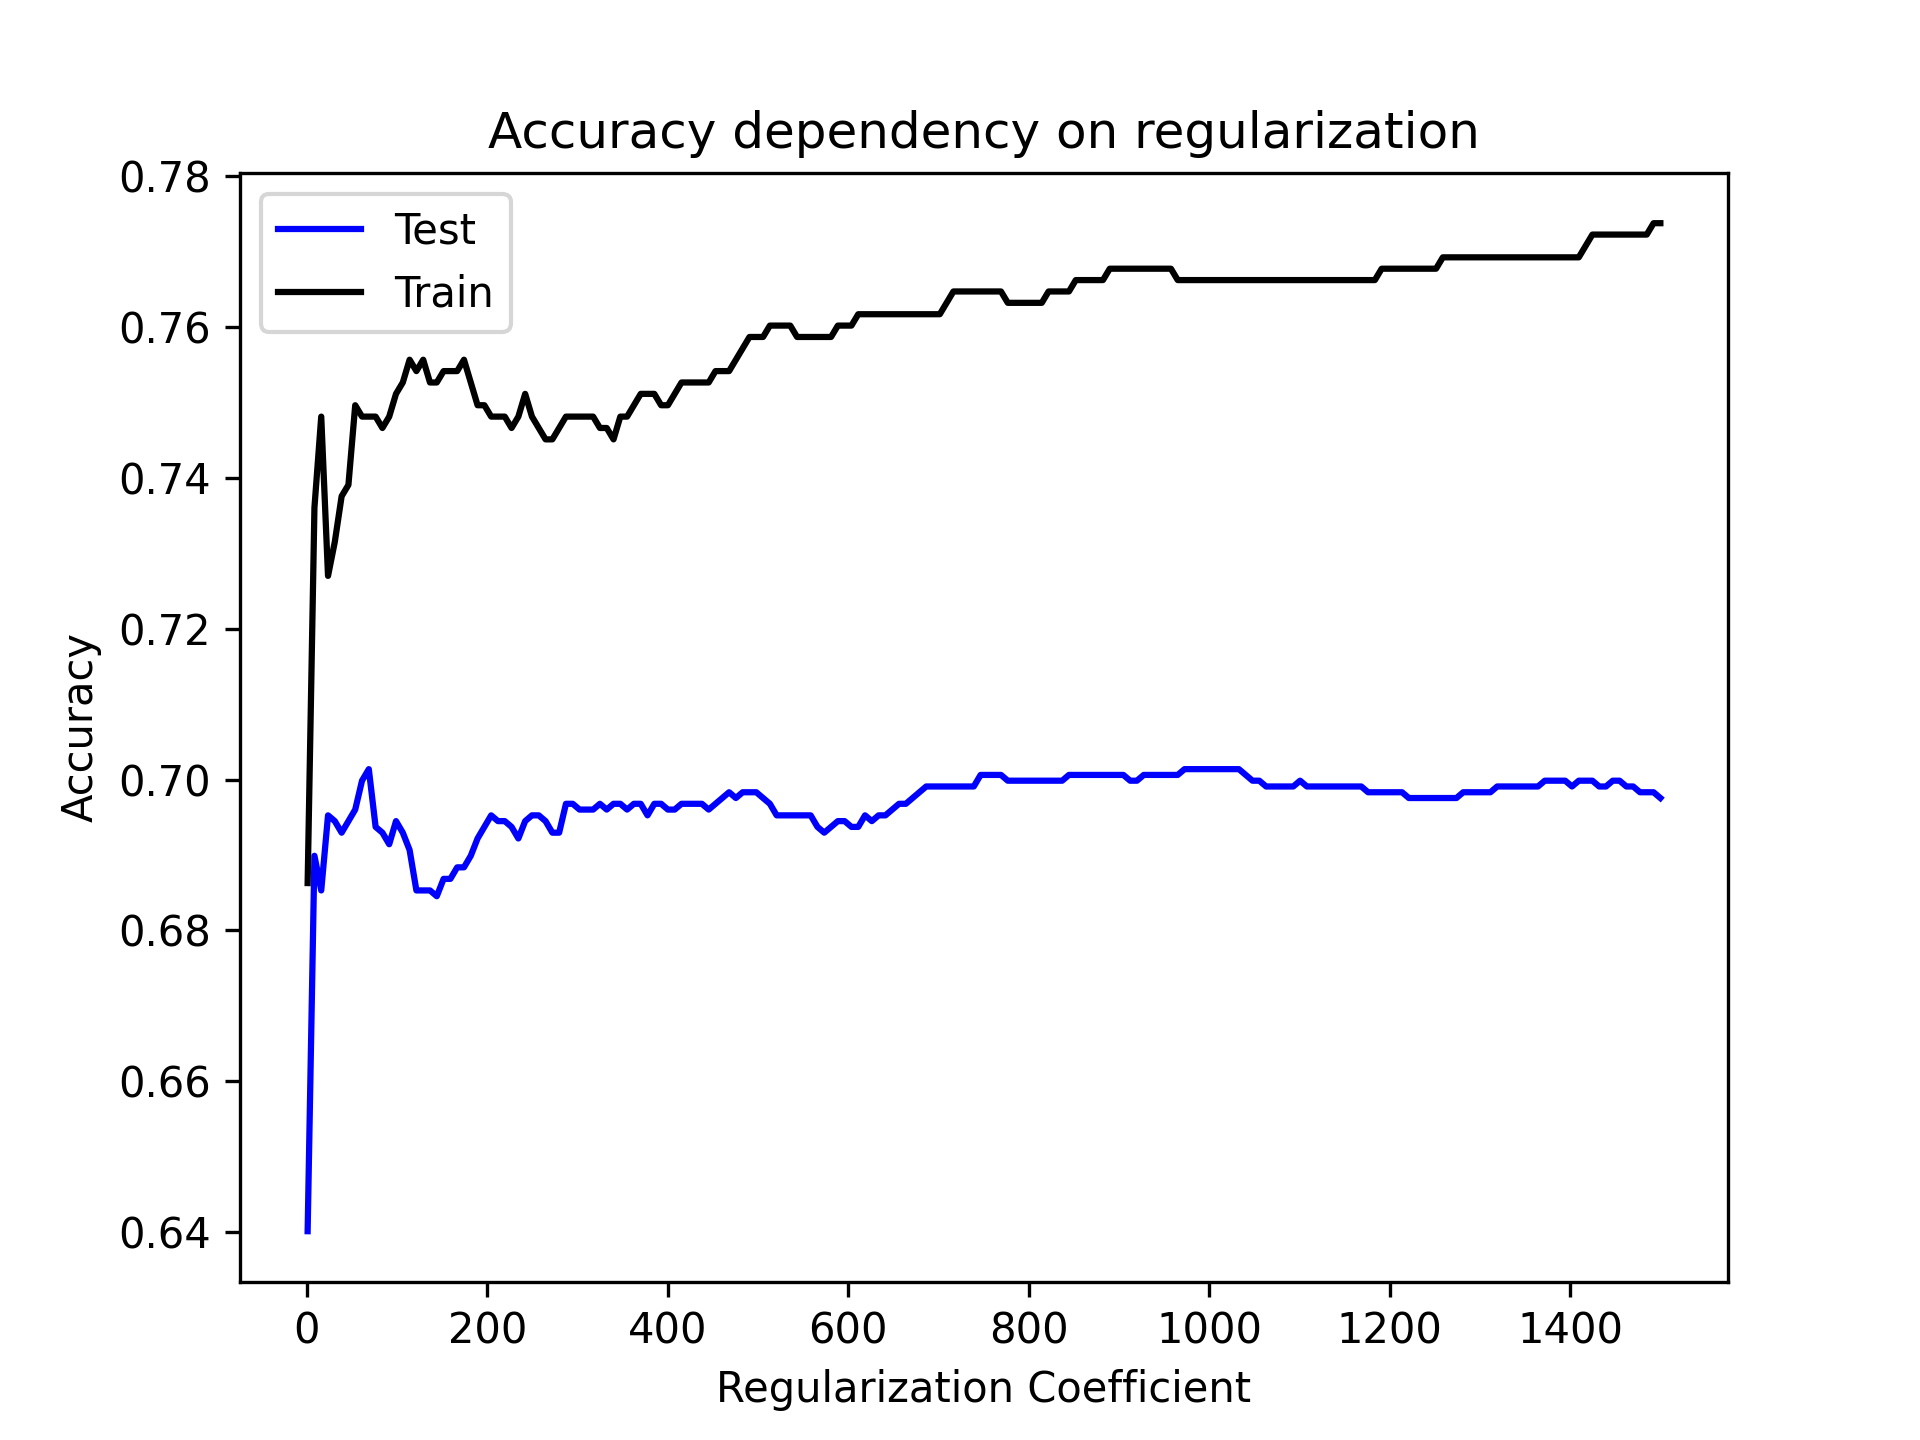 Accuracy dependency on regularization
Test
Train
Accuracy
0.78
0.76
0.74
0.72
0.70
0.68
0.66
0.64
0 200 400 600 800 1000 1200 1400
Regularization Coefficient